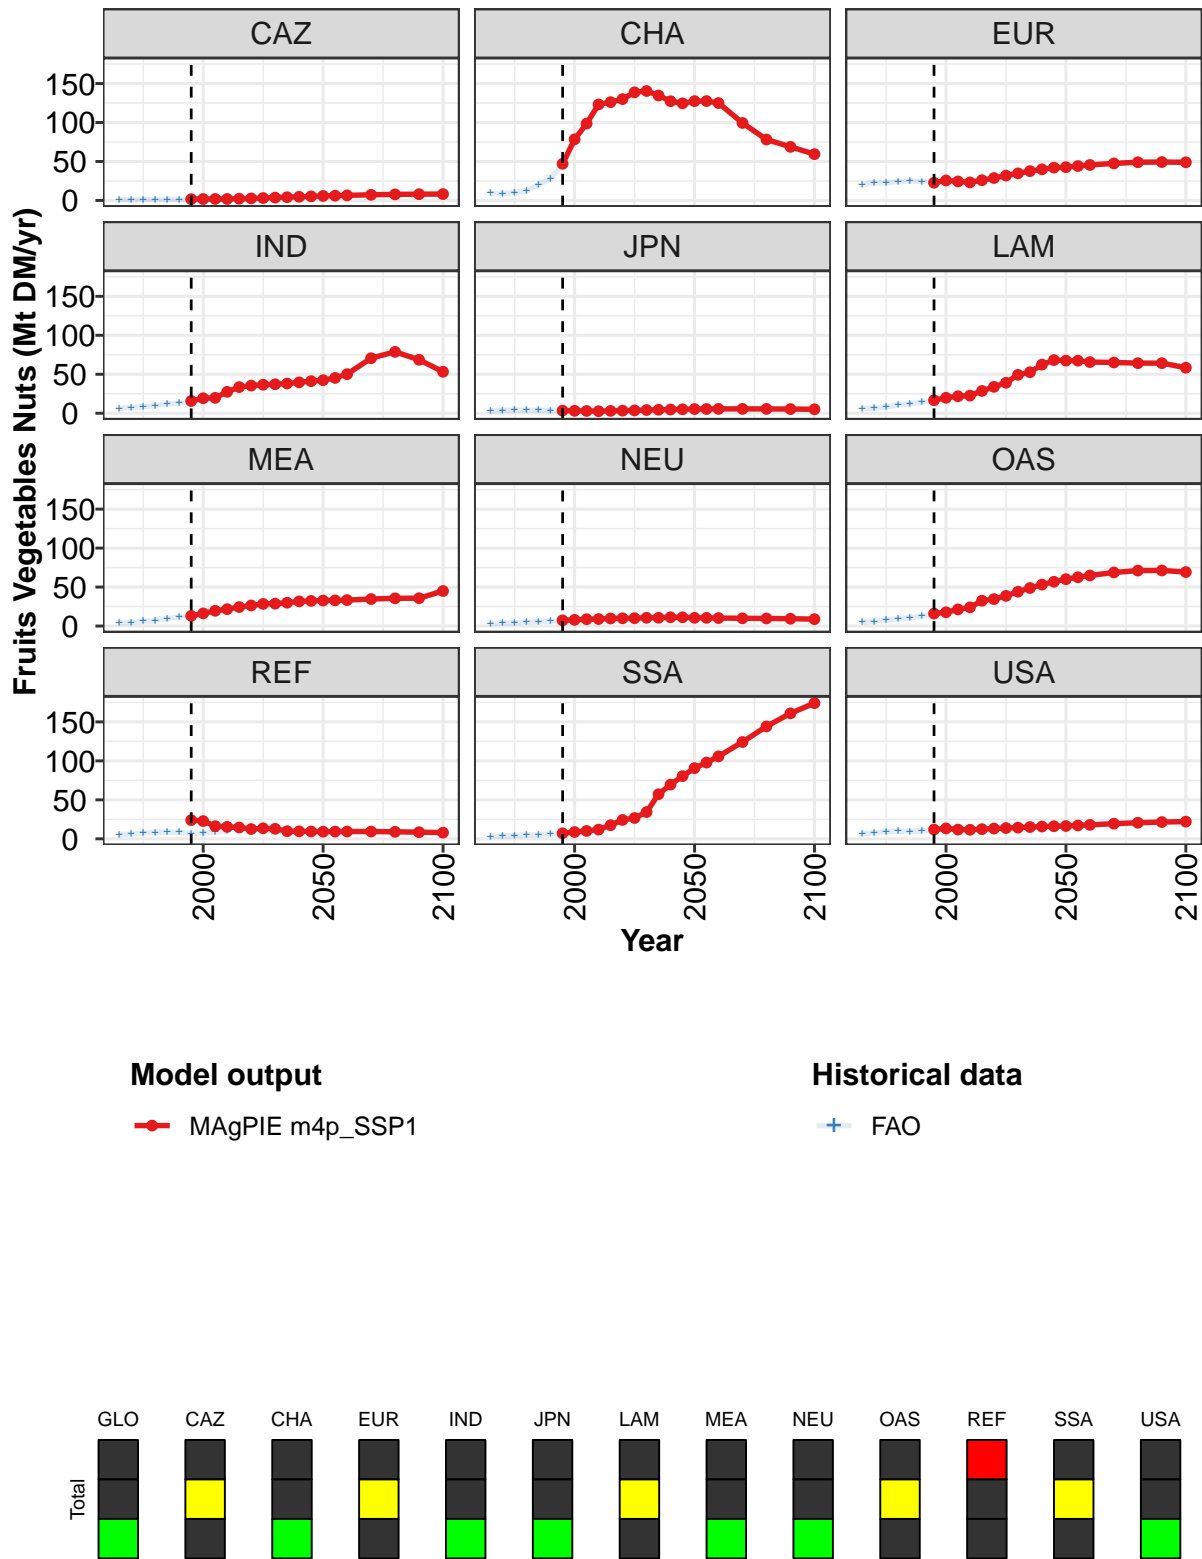 CAZ CHA EUR
150
100
50
0
IND JPN LAM
150
100
50
0
MEA NEU OAS
150
100
50
0
REF SSA USA
150
100
50
0
2000 2050 2100 2000 2050 2100 2000 2050 2100
Year
Fruits Vegetables Nuts (Mt DM/yr)
Model output Historical data
MAgPIE m4p_SSP1 FAO
GLO CAZ CHA EUR IND JPN LAM MEA NEU OAS REF SSA USA
Total